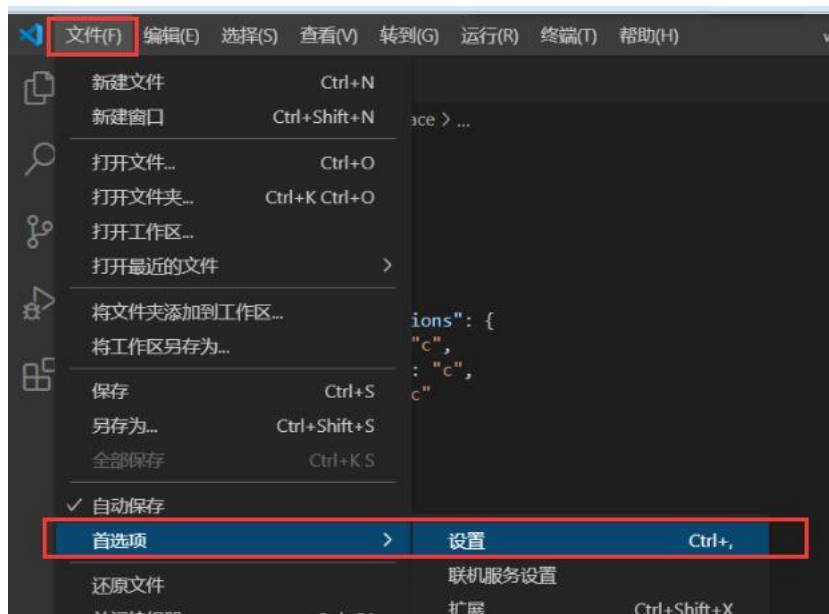 文件(F) 编辑(E) 选择(S) 查看(V) 转到(G) 运行(R) 终端(T) 帮助(H)
新建文件 Ctrl+N
新建窗口 Ctrl+Shift+N
ace > ...
打开文件... Ctrl+O
打开文件夹... Ctrl+K Ctrl+O
打开工作区...
打开最近的文件 >
将文件夹添加到工作区...
ions": {
将工作区另存为...
"c",
: "c",
保存 Ctrl+S
c"
另存为... Ctrl+Shift+S
全部保存 Ctrl+K S
✓ 自动保存
首选项 > 设置 Ctrl+,
还原文件
联机服务设置
扩展 Ctrl+Shift+X